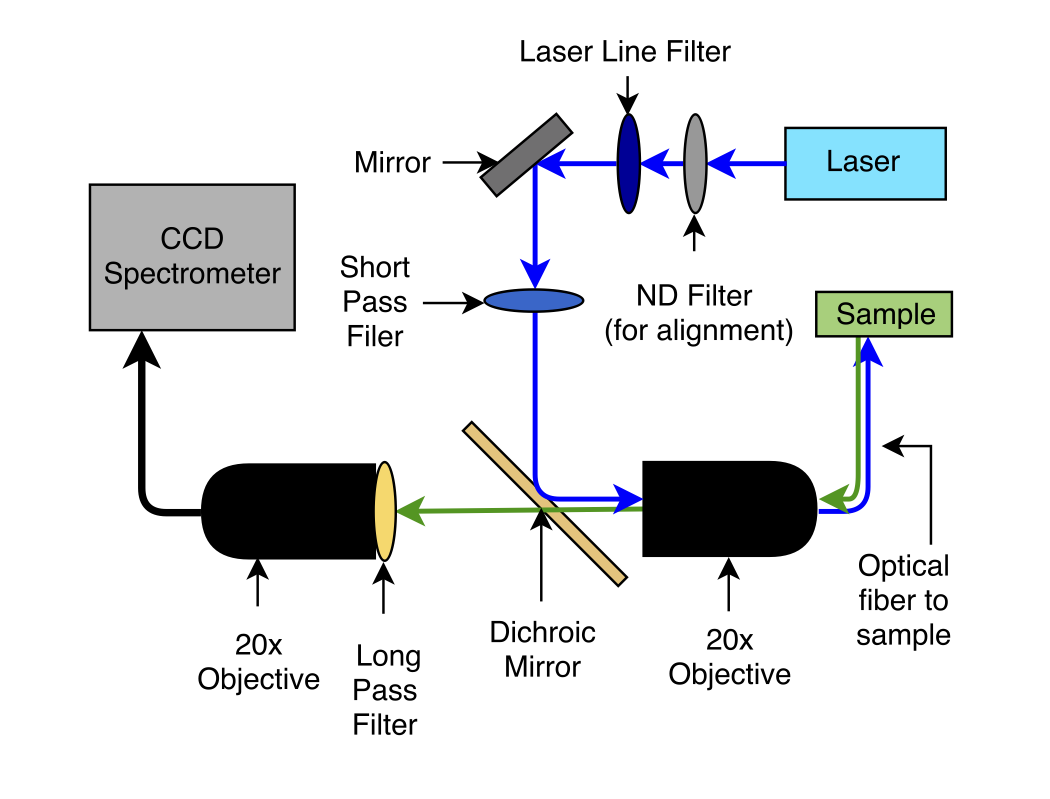 Laser Line Filter
Mirror
Laser
CCD
Spectrometer
Short
Pass
Filer
ND Filter
(for alignment)
Sample
Optical
fiber to
sample
20x
Objective
Long
Pass
Filter
Dichroic
Mirror
20x
Objective